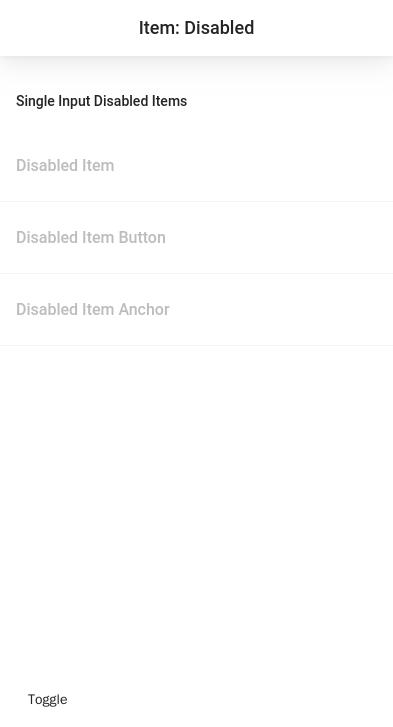 Item: Disabled
Single Input Disabled Items
Disabled Item
Disabled Item Button
Disabled Item Anchor
Toggle